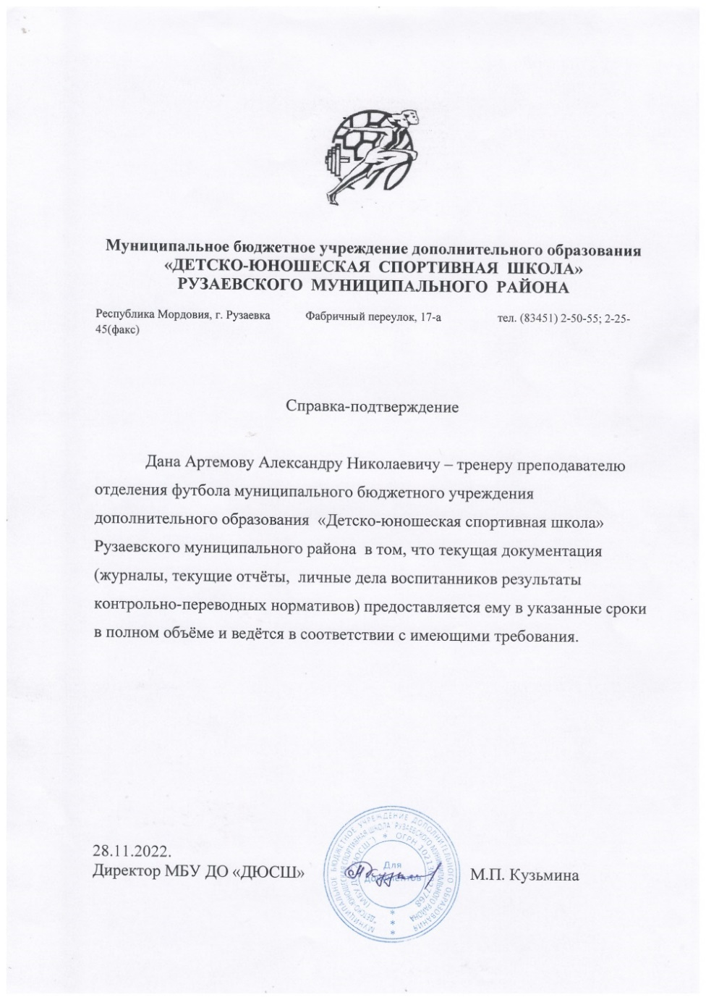 Муниципальное бюджетное учреждение дополнительного образования
«ДЕТСКО-ЮНОШЕСКАЯ СПОРТИВНАЯ ШКОЛА»
РУЗАЕВСКОГО МУНИЦИПАЛЬНОГО РАЙОНА
Республика Мордовия, г. Рузаевка Фабричный переулок, 17-а тел. (83451) 2-50-55; 2-25-
45(факс)
Справка-подтверждение
Дана Артемову Александру Николаевичу – тренеру преподавателю
отделения футбола муниципального бюджетного учреждения
дополнительного образования «Детско-юношеская спортивная школа»
Рузаевского муниципального района в том, что текущая документация
(журналы, текущие отчёты, личные дела воспитанников результаты
контрольно-переводных нормативов) предоставляется ему в указанные сроки
в полном объёме и ведётся в соответствии с имеющими требования.
28.11.2022.
Директор МБУ ДО «ДЮСШ» М.П. Кузьмина
МУНИЦИПАЛЬНОЕ БЮДЖЕТНОЕ УЧРЕЖДЕНИЕ ДОПОЛНИТЕЛЬНОГО ОБРАЗОВАНИЯ
"ДЕТСКО-ЮНОШЕСКАЯ СПОРТИВНАЯ ШКОЛА" РУЗАЕВСКОГО МУНИЦИПАЛЬНОГО РАЙОНА
Для
документов